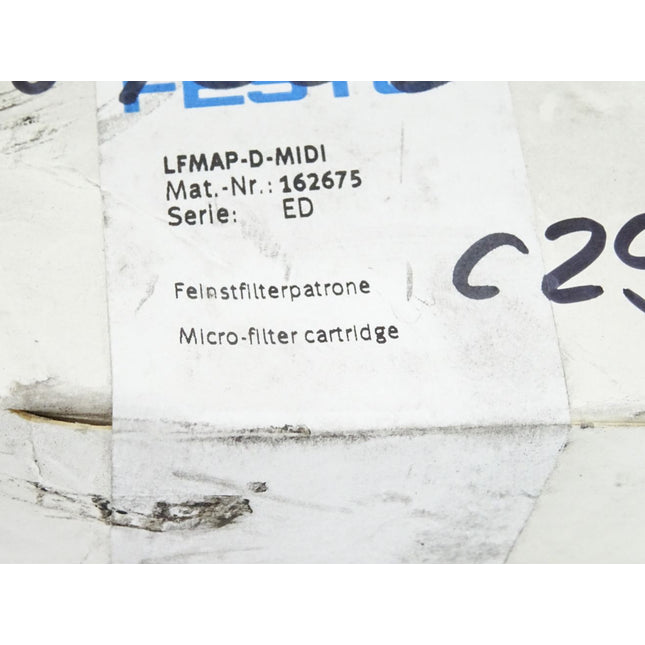 FESTO
LFMAP-D-MIDI
Mat.-Nr.: 162675
Serie: ED
C29
Feinstfilterpatrone
Micro-filter cartridge